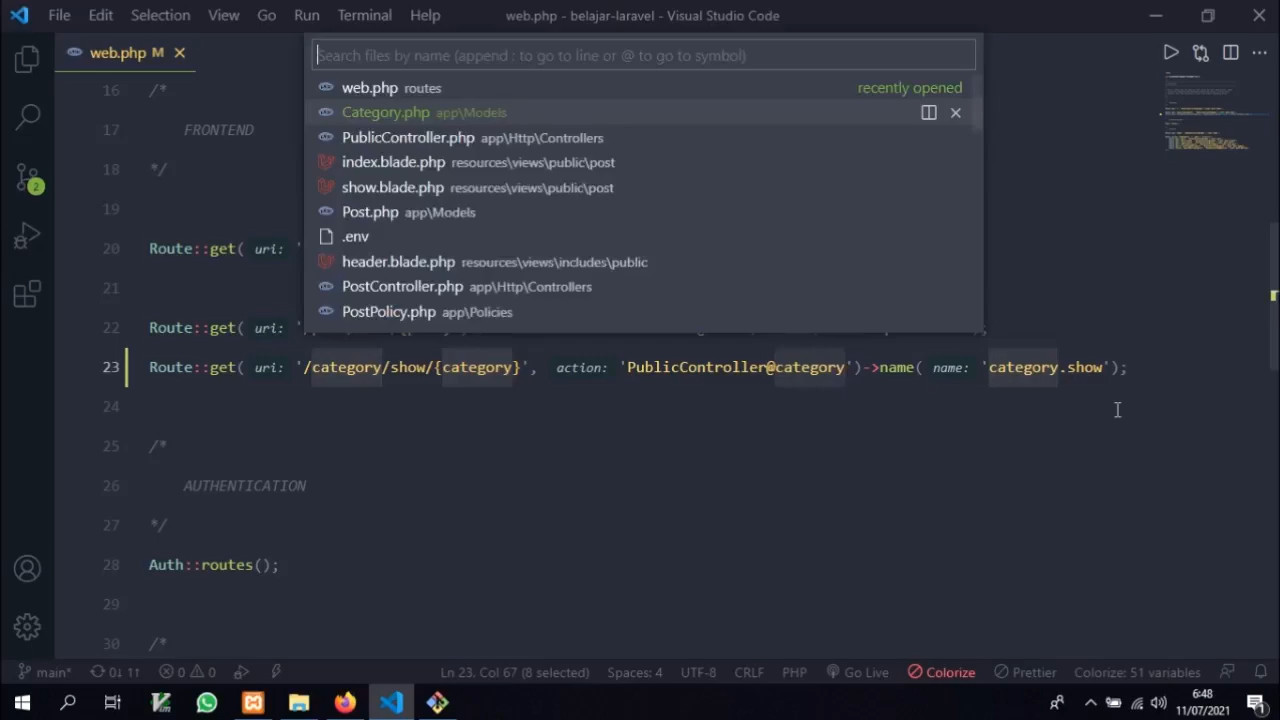 File Edit Selection View Go Run Terminal Help web.php - belajar-laravel - Visual Studio Code
web.php M
Search files by name (append : to go to line or @ to go to symbol)
web.php routes recently opened
Category.php app\Models
PublicController.php app\Http\Controllers
index.blade.php resources\views\public\post
show.blade.php resources\views\public\post
Post.php app\Models
.env
header.blade.php resources\views\includes\public
PostController.php app\Http\Controllers
PostPolicy.php app\Policies
16 /*
17 FRONTEND
18 */
19
20 Route::get( uri: '
21
22 Route::get( uri: '
23 Route::get( uri: '/category/show/{category}', action: 'PublicController@category')->name( name: 'category.show');
24
25 /*
26 AUTHENTICATION
27 */
28 Auth::routes();
29
30 /*
2
main* 0↓ 1↑ 0 0 Ln 23, Col 67 (8 selected) Spaces: 4 UTF-8 CRLF PHP Go Live Colorize Prettier Colorize: 51 variables
6:48
11/07/2021
1